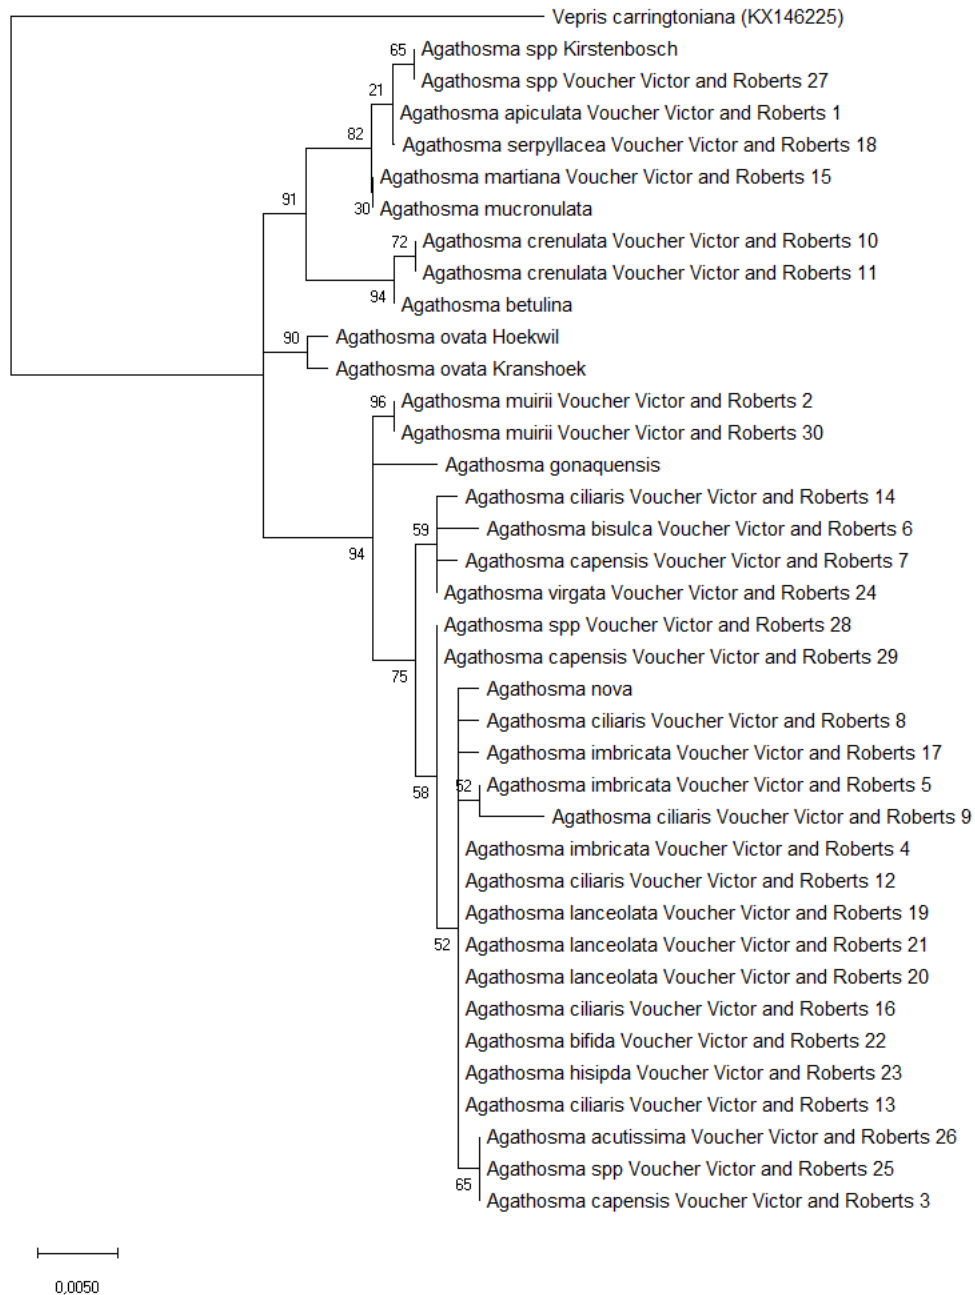 Vepris carringtoniana (KX146225)
65 Agathosma spp Kirstenbosch
Agathosma spp Voucher Victor and Roberts 27
21
Agathosma apiculata Voucher Victor and Roberts 1
82
Agathosma serpyllacea Voucher Victor and Roberts 18
Agathosma martiana Voucher Victor and Roberts 15
91
30 Agathosma mucronulata
72 Agathosma crenulata Voucher Victor and Roberts 10
Agathosma crenulata Voucher Victor and Roberts 11
94
Agathosma betulina
90 Agathosma ovata Hoekwil
Agathosma ovata Kranshoek
96 Agathosma muirii Voucher Victor and Roberts 2
Agathosma muirii Voucher Victor and Roberts 30
Agathosma gonaquensis
Agathosma ciliaris Voucher Victor and Roberts 14
59 Agathosma bisulca Voucher Victor and Roberts 6
94
Agathosma capensis Voucher Victor and Roberts 7
Agathosma virgata Voucher Victor and Roberts 24
Agathosma spp Voucher Victor and Roberts 28
Agathosma capensis Voucher Victor and Roberts 29
75
Agathosma nova
Agathosma ciliaris Voucher Victor and Roberts 8
Agathosma imbricata Voucher Victor and Roberts 17
52 Agathosma imbricata Voucher Victor and Roberts 5
58
Agathosma ciliaris Voucher Victor and Roberts 9
Agathosma imbricata Voucher Victor and Roberts 4
Agathosma ciliaris Voucher Victor and Roberts 12
Agathosma lanceolata Voucher Victor and Roberts 19
52 Agathosma lanceolata Voucher Victor and Roberts 21
Agathosma lanceolata Voucher Victor and Roberts 20
Agathosma ciliaris Voucher Victor and Roberts 16
Agathosma bifida Voucher Victor and Roberts 22
Agathosma hisipda Voucher Victor and Roberts 23
Agathosma ciliaris Voucher Victor and Roberts 13
Agathosma acutissima Voucher Victor and Roberts 26
Agathosma spp Voucher Victor and Roberts 25
65
Agathosma capensis Voucher Victor and Roberts 3
0,0050